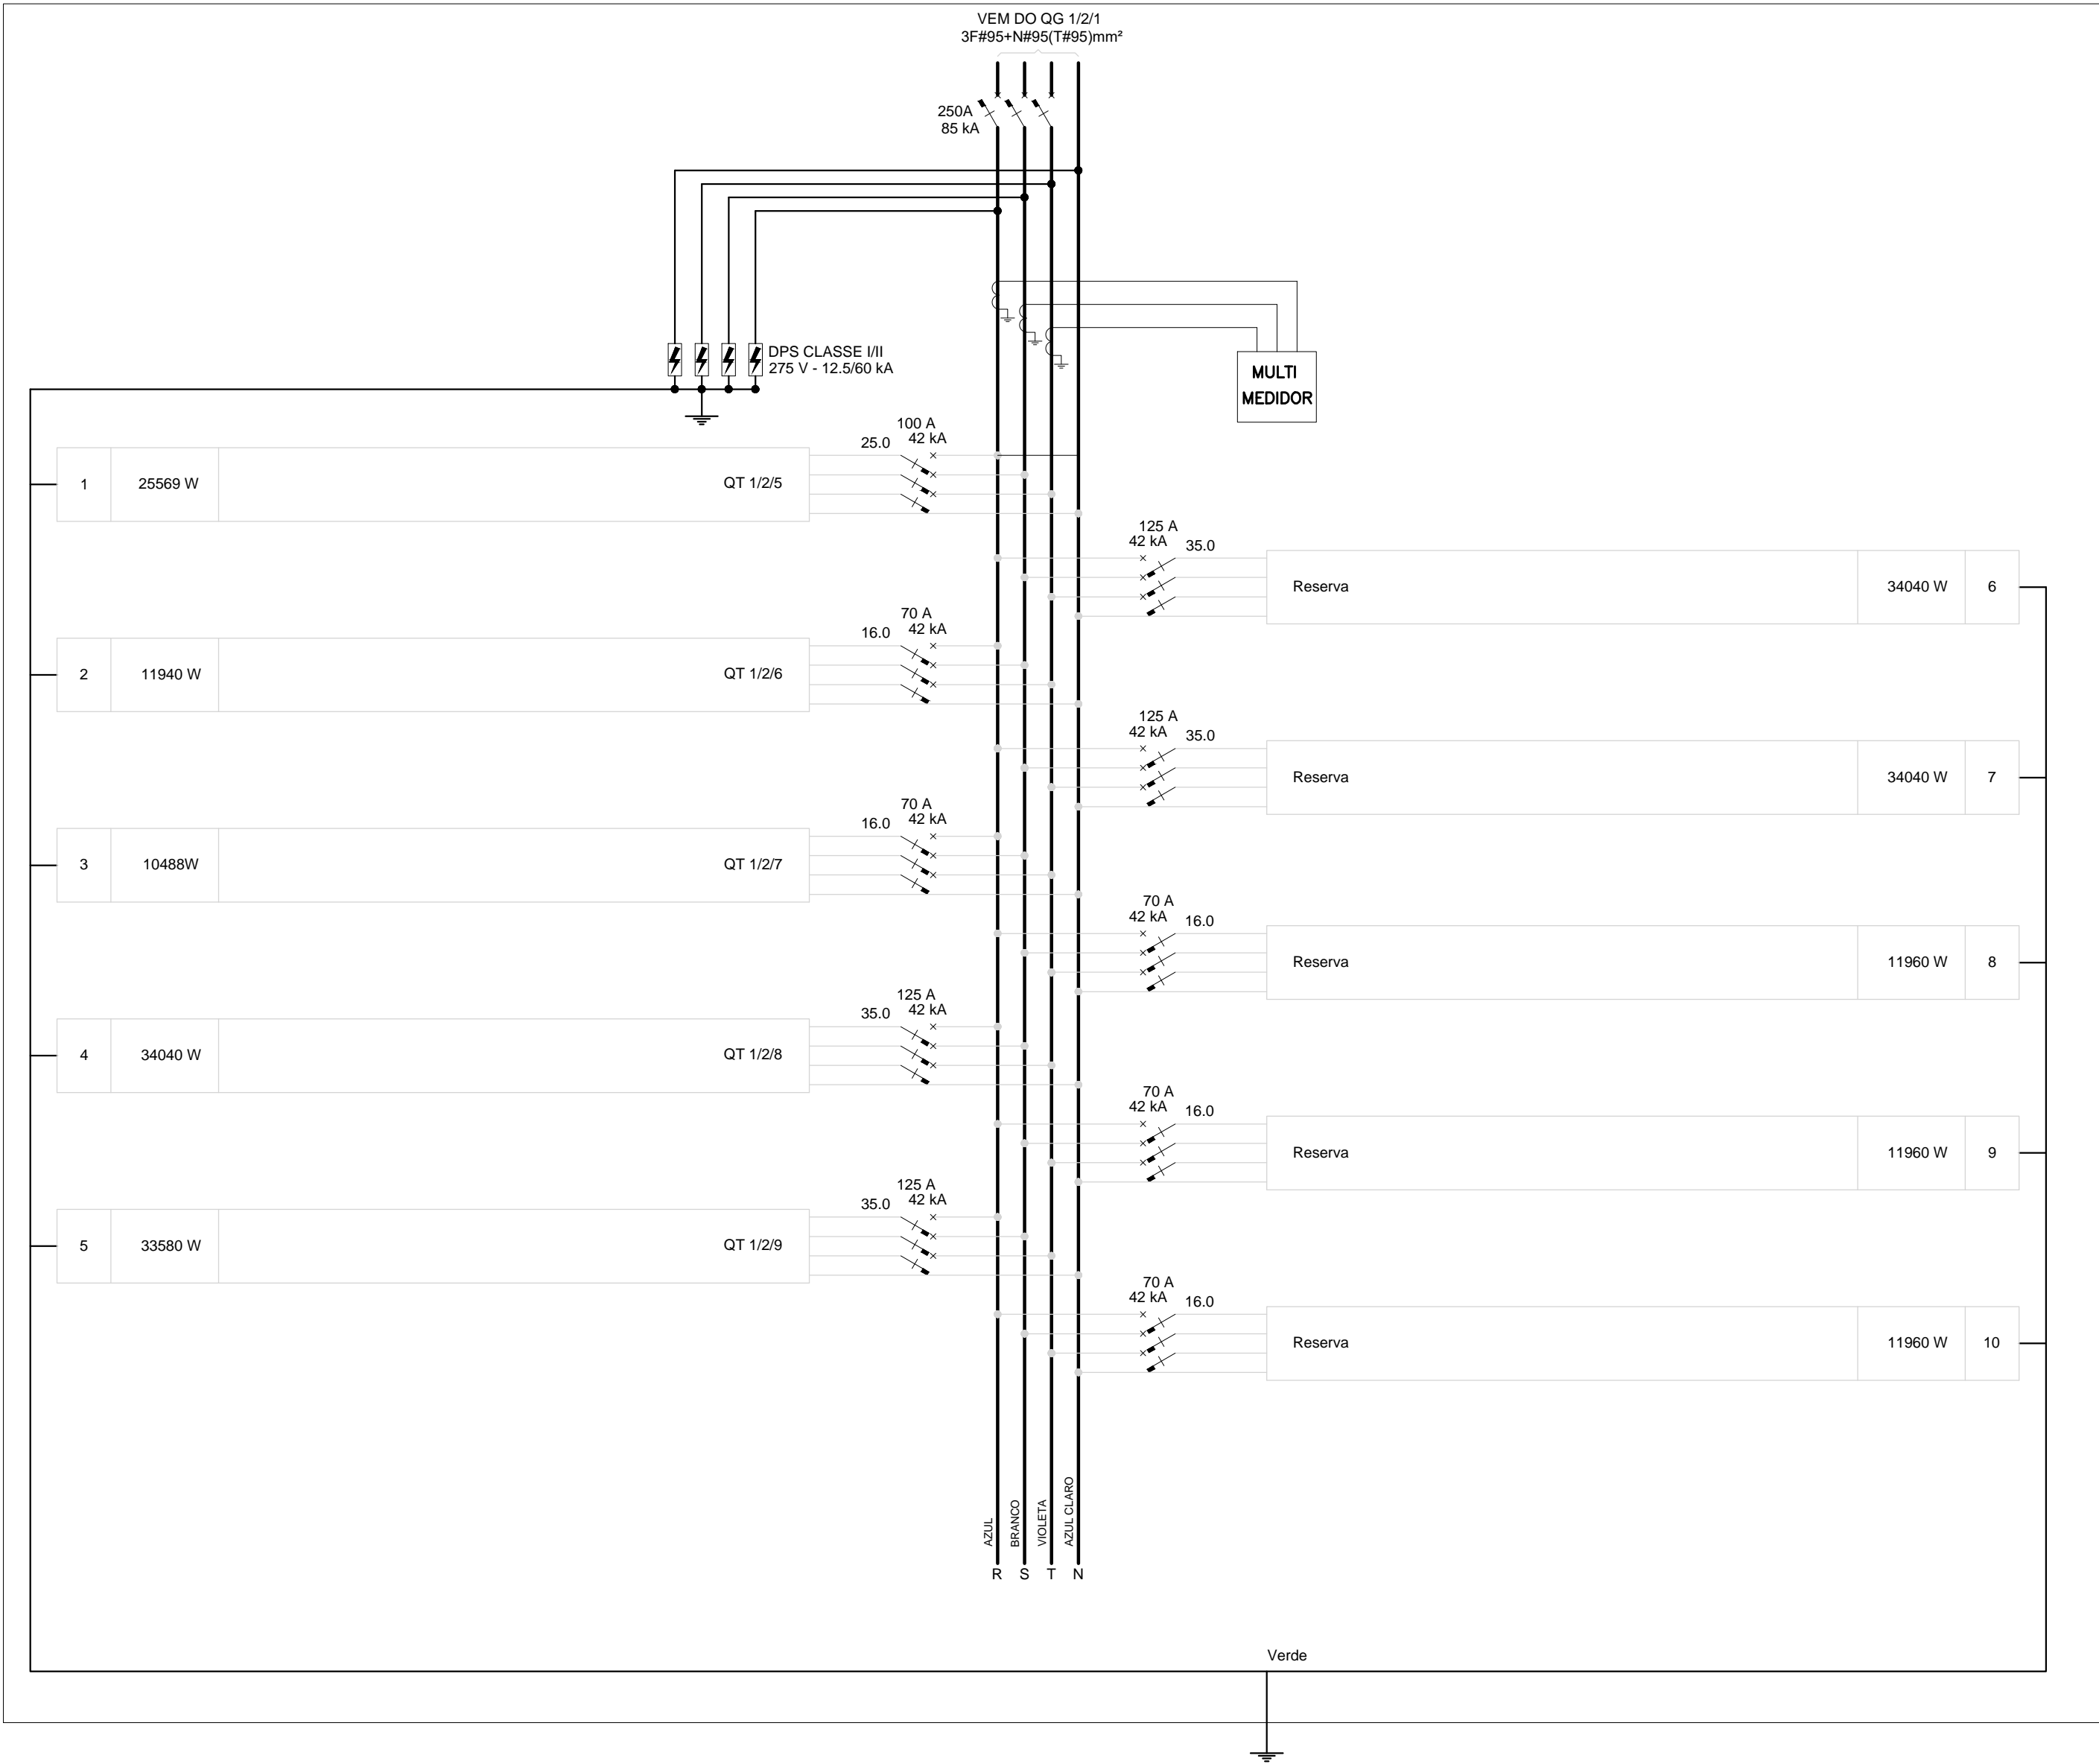 VEM DO QG 1/2/1
3F#95+N#95(T#95)mm²
250A
85 kA
DPS CLASSE I/II
275 V - 12.5/60 kA
MULTI
MEDIDOR
1
25569 W
QT 1/2/5
25.0
100 A
42 kA
125 A
42 kA
35.0
Reserva
34040 W
6
2
11940 W
QT 1/2/6
16.0
70 A
42 kA
125 A
42 kA
35.0
Reserva
34040 W
7
3
10488W
QT 1/2/7
16.0
70 A
42 kA
70 A
42 kA
16.0
Reserva
11960 W
8
4
34040 W
QT 1/2/8
35.0
125 A
42 kA
70 A
42 kA
16.0
Reserva
11960 W
9
5
33580 W
QT 1/2/9
35.0
125 A
42 kA
70 A
42 kA
16.0
Reserva
11960 W
10
AZUL
BRANCO
VIOLETA
AZUL CLARO
R S T N
Verde